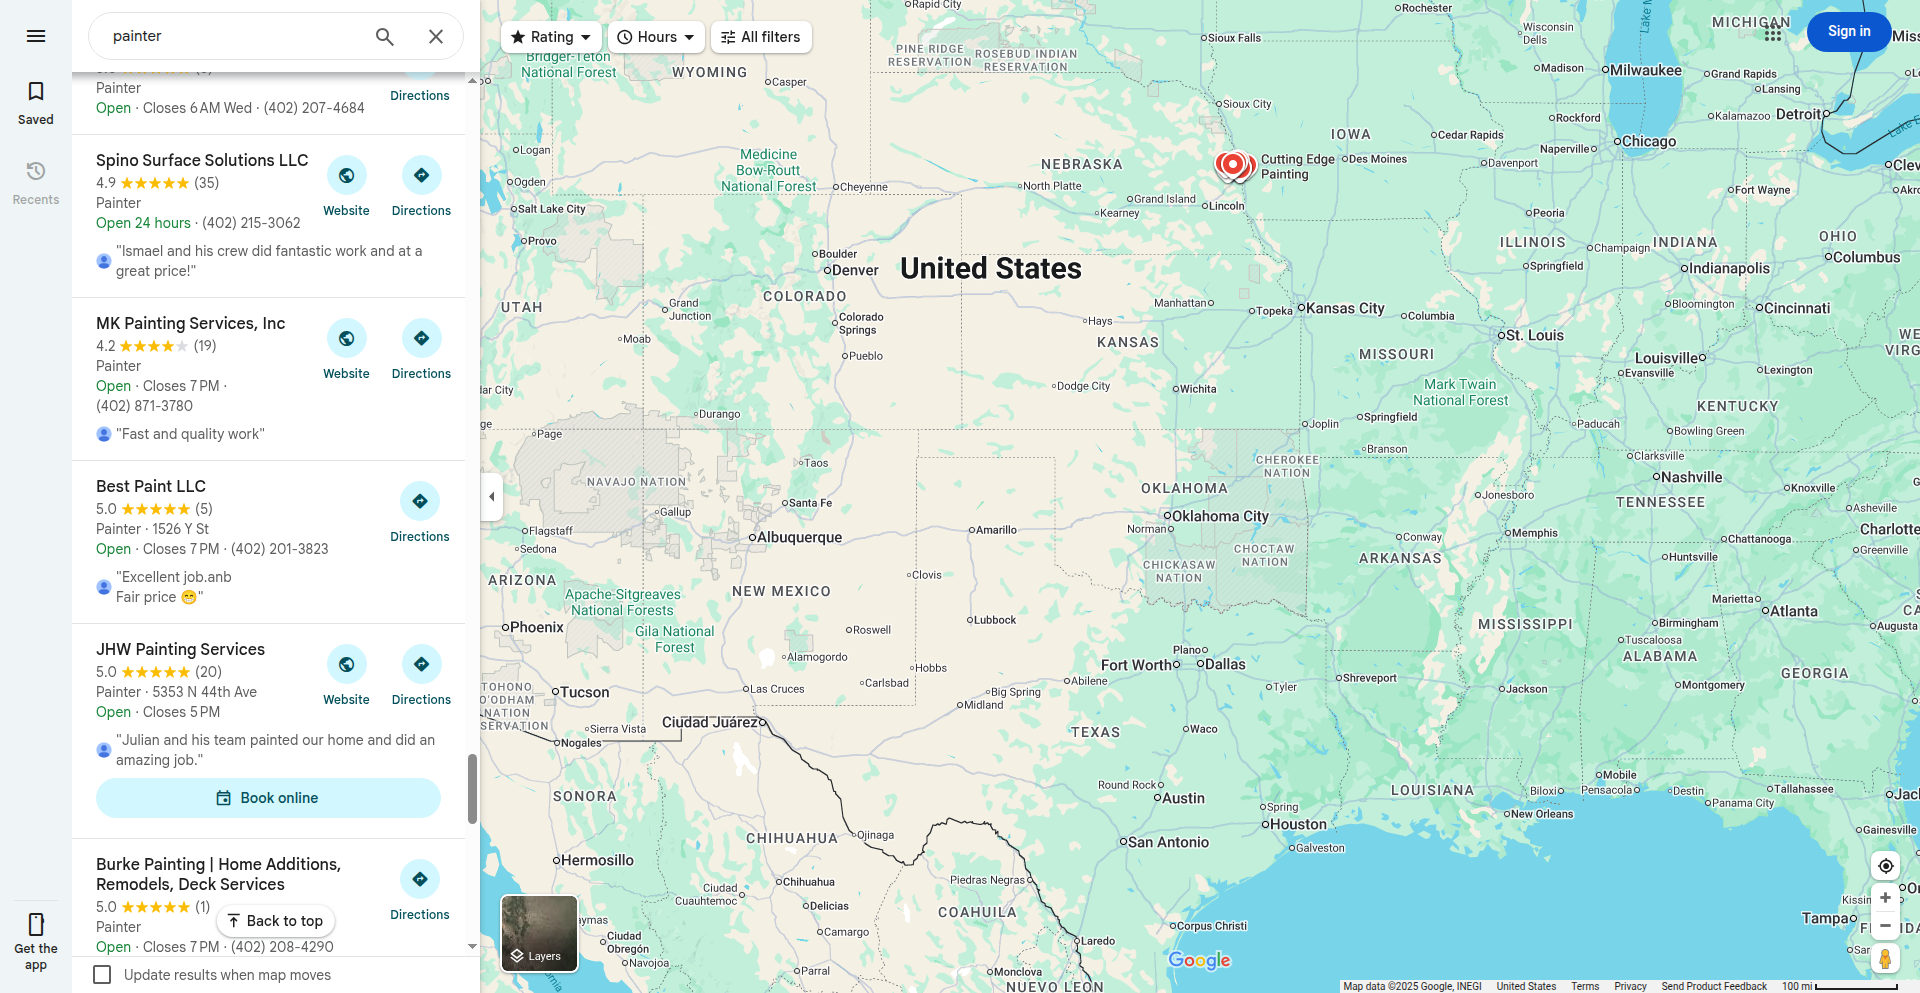 painter
Saved
Recents
Get the
app
Painter
Open · Closes 6 AM Wed · (402) 207-4684
Directions
Spino Surface Solutions LLC
4.9 (35)
Painter
Open 24 hours · (402) 215-3062
Website
Directions
"Ismael and his crew did fantastic work and at a
great price!"
MK Painting Services, Inc
4.2 (19)
Painter
Open · Closes 7 PM ·
(402) 871-3780
Website
Directions
"Fast and quality work"
Best Paint LLC
5.0 (5)
Painter · 1526 Y St
Open · Closes 7 PM · (402) 201-3823
Directions
"Excellent job.anb
Fair price 😁"
JHW Painting Services
5.0 (20)
Painter · 5353 N 44th Ave
Open · Closes 5 PM
Website
Directions
"Julian and his team painted our home and did an
amazing job."
Book online
Burke Painting | Home Additions,
Remodels, Deck Services
5.0 (1)
Painter
Open · Closes 7 PM · (402) 208-4290
Directions
Back to top
Update results when map moves
Rating
Hours
All filters
Sign in
Rapid City
Rochester
MICHIGAN
Wisconsin
Dells
Sioux Falls
PINE RIDGE
RESERVATION
ROSEBUD INDIAN
RESERVATION
Bridger-Teton
National Forest
WYOMING
Casper
Madison
Milwaukee
Grand Rapids
Lansing
Sioux City
Rockford
Kalamazoo
Detroit
IOWA
Cedar Rapids
Chicago
Naperville
Logan
Medicine
Bow-Routt
National Forest
NEBRASKA
Cutting Edge
Painting
Des Moines
Davenport
Ogden
Cheyenne
North Platte
Fort Wayne
Salt Lake City
Grand Island
Kearney
Lincoln
Peoria
Provo
Boulder
Denver
United States
ILLINOIS
Champaign
INDIANA
OHIO
Columbus
Springfield
Indianapolis
UTAH
Grand
Junction
COLORADO
Manhattan
Topeka
Kansas City
Columbia
Bloomington
Cincinnati
Colorado
Springs
Hays
Moab
Pueblo
KANSAS
St. Louis
MISSOURI
Louisville
Evansville
Lexington
Dodge City
Wichita
Mark Twain
National Forest
KENTUCKY
Durango
Springfield
Joplin
Paducah
Bowling Green
Page
Branson
Taos
CHEROKEE
NATION
Clarksville
Nashville
NAVAJO NATION
OKLAHOMA
Jonesboro
Knoxville
TENNESSEE
Santa Fe
Gallup
Flagstaff
Amarillo
Oklahoma City
Norman
Asheville
Charlotte
Sedona
Albuquerque
Memphis
Conway
Chattanooga
CHOCTAW
NATION
ARKANSAS
Huntsville
Greenville
CHICKASAW
NATION
ARIZONA
Clovis
NEW MEXICO
Apache-Sitgreaves
National Forests
Marietta
Atlanta
Phoenix
Gila National
Forest
Roswell
Lubbock
MISSISSIPPI
Birmingham
Augusta
Tuscaloosa
ALABAMA
Alamogordo
Hobbs
Plano
Fort Worth
Dallas
GEORGIA
TOHONO
O'ODHAM
NATION
Tucson
Las Cruces
Carlsbad
Big Spring
Abilene
Tyler
Shreveport
Jackson
Montgomery
Midland
Ciudad Juárez
Sierra Vista
Nogales
TEXAS
Waco
Mobile
Pensacola
Biloxi
Destin
Tallahassee
Panama City
Round Rock
Austin
LOUISIANA
SONORA
Spring
Houston
New Orleans
Galveston
Gainesville
CHIHUAHUA
Ojinaga
San Antonio
Hermosillo
Chihuahua
Ciudad
Cuauhtemoc
Delicias
Piedras Negras
COAHUILA
Camargo
Corpus Christi
Tampa
Ciudad
Obregón
Navojoa
Laredo
Parral
Monclova
NUEVO LEON
Layers
Google
Map data ©2025 Google, INEGI
United States
Terms
Privacy
Send Product Feedback
100 mi